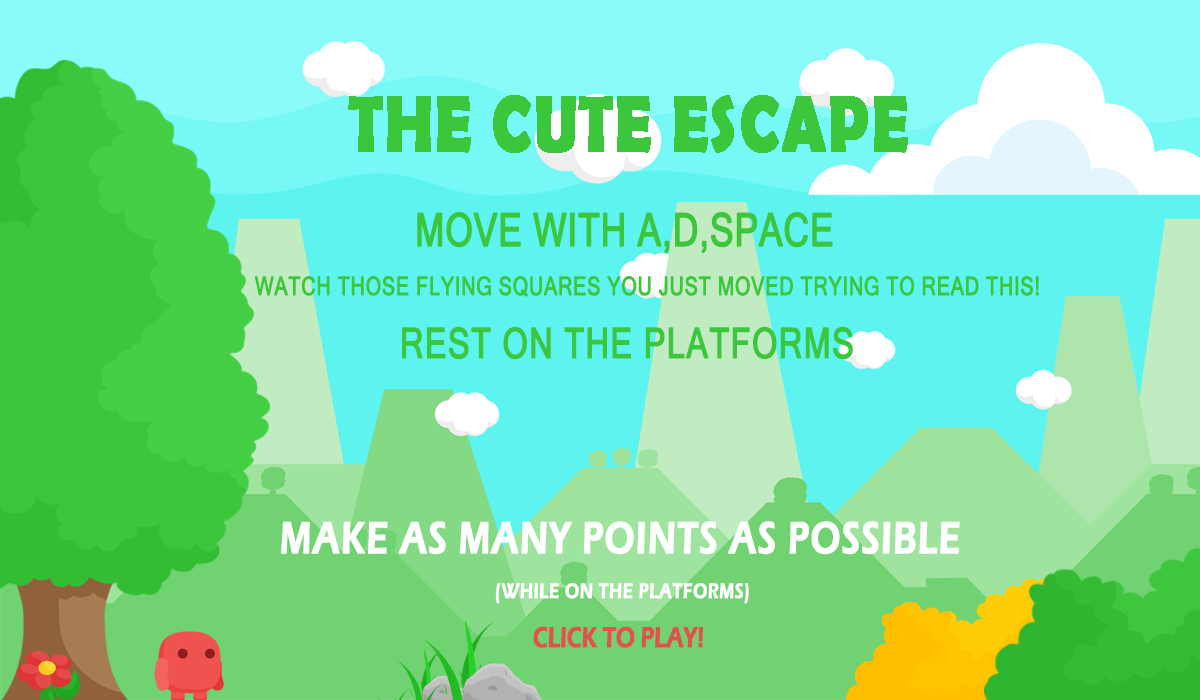 THE CUTE ESCAPE
MOVE WITH A,D,SPACE
WATCH THOSE FLYING SQUARES YOU JUST MOVED TRYING TO READ THIS!
REST ON THE PLATFORMS
MAKE AS MANY POINTS AS POSSIBLE
(WHILE ON THE PLATFORMS)
CLICK TO PLAY!